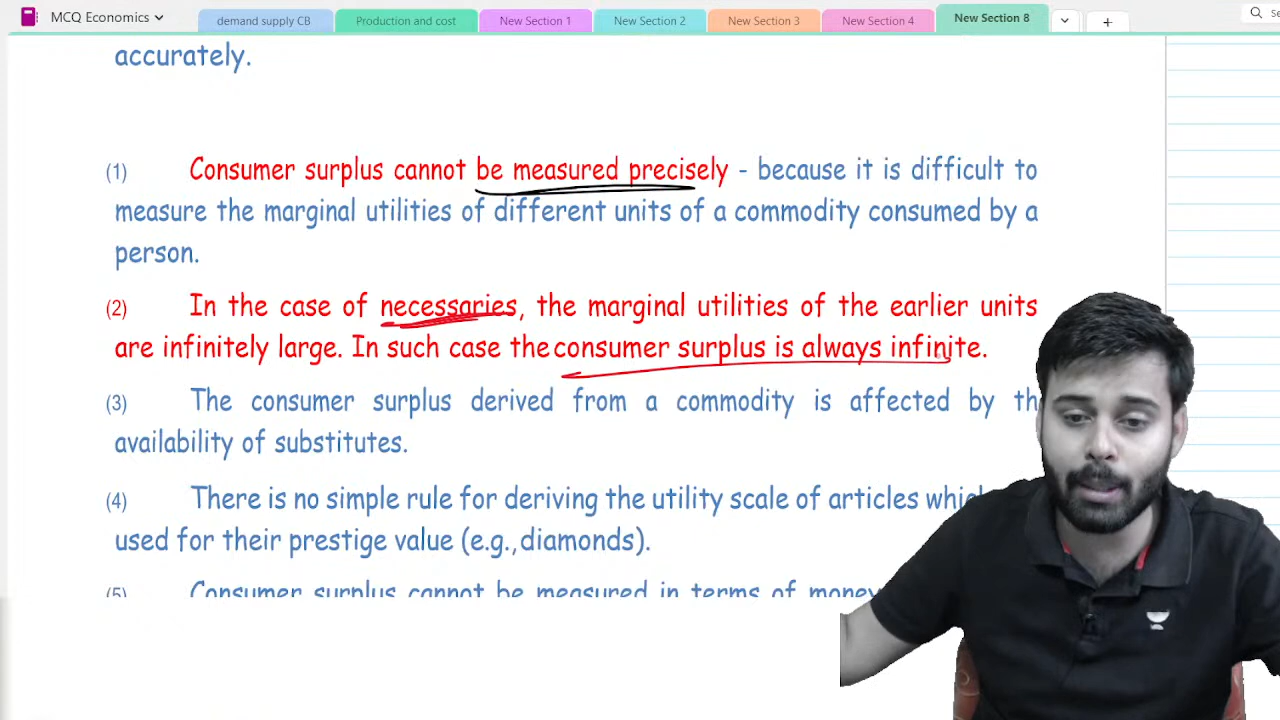 MCQ Economics
demand supply CB
Production and cost
New Section 1
New Section 2
New Section 3
New Section 4
New Section 8
accurately.
(1) Consumer surplus cannot be measured precisely - because it is difficult to
measure the marginal utilities of different units of a commodity consumed by a
person.
(2) In the case of necessaries, the marginal utilities of the earlier units
are infinitely large. In such case the consumer surplus is always infinite.
(3) The consumer surplus derived from a commodity is affected by th
availability of substitutes.
(4) There is no simple rule for deriving the utility scale of articles
used for their prestige value (e.g., diamonds).
(5) Consumer surplus cannot be measured in terms of money